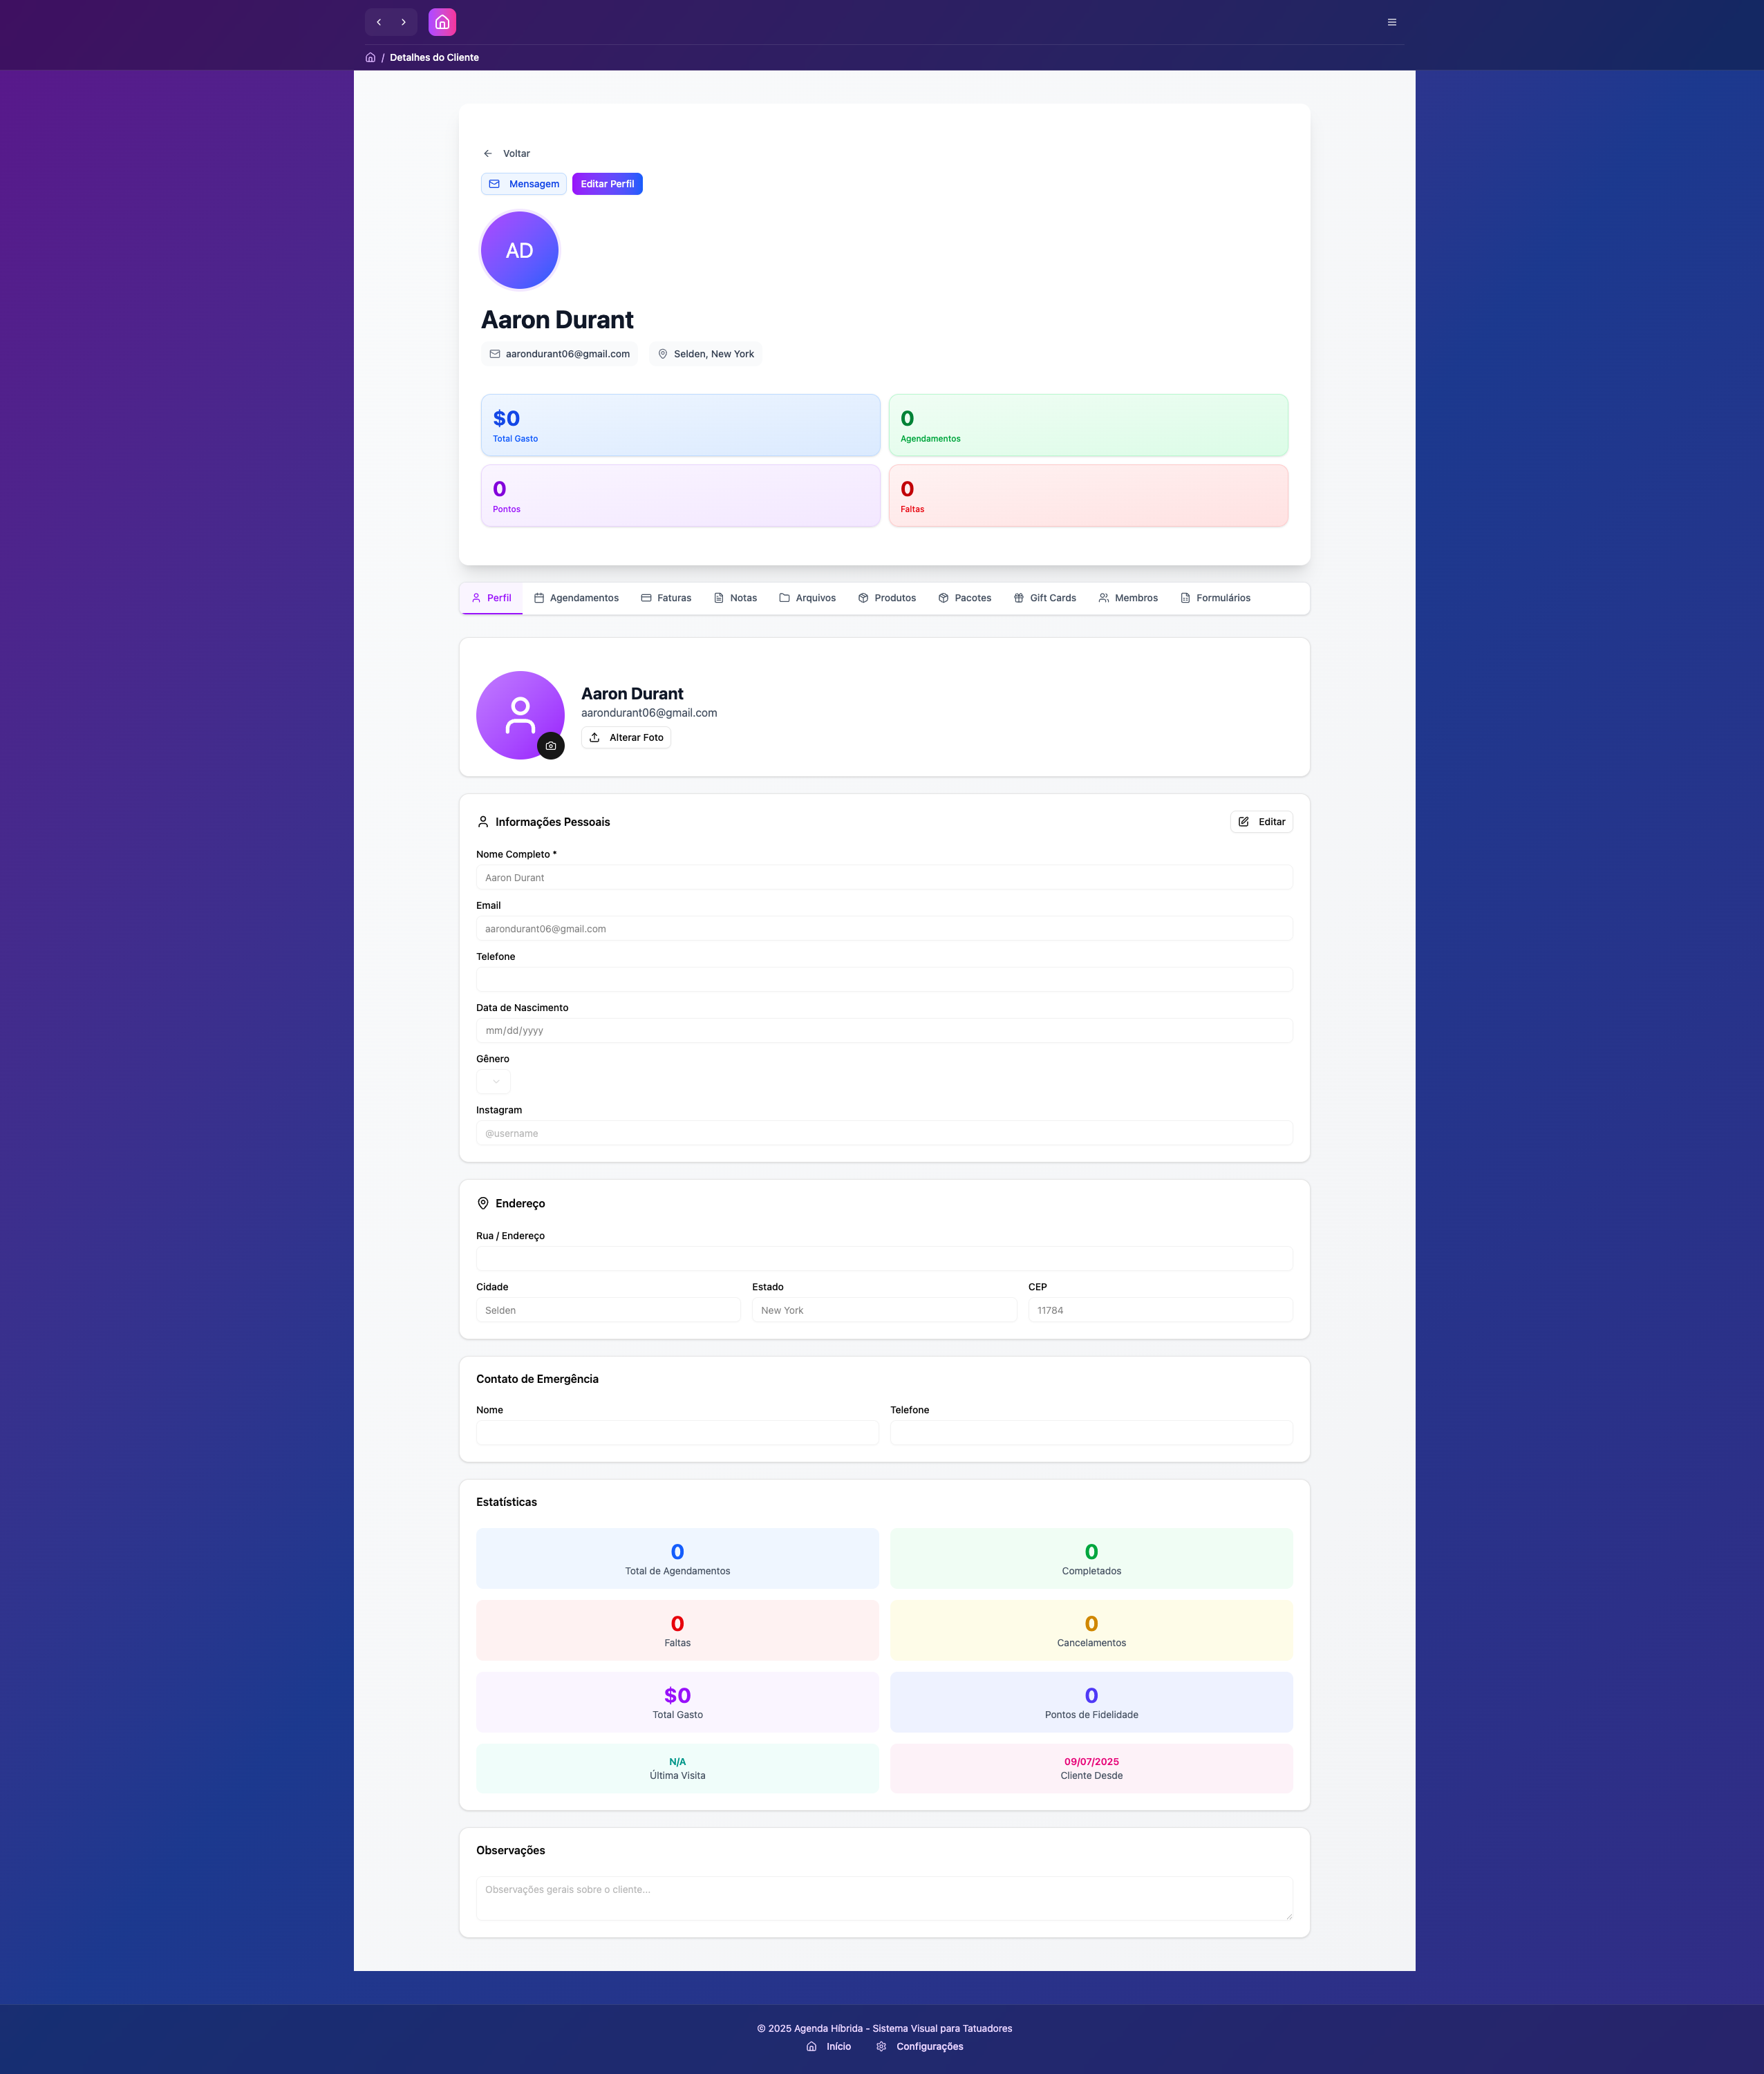 / Detalhes do Cliente
Voltar
Mensagem Editar Perfil
AD
Aaron Durant
aarondurant06@gmail.com Selden, New York
$0
Total Gasto
0
Agendamentos
0
Pontos
0
Faltas
Perfil Agendamentos Faturas Notas Arquivos Produtos Pacotes Gift Cards Membros Formulários
Aaron Durant
aarondurant06@gmail.com
Alterar Foto
Informações Pessoais Editar
Nome Completo *
Aaron Durant
Email
aarondurant06@gmail.com
Telefone
Data de Nascimento
mm/dd/yyyy
Gênero
Instagram
@username
Endereço
Rua / Endereço
Cidade Estado CEP
Selden New York 11784
Contato de Emergência
Nome Telefone
Estatísticas
0
Total de Agendamentos
0
Completados
0
Faltas
0
Cancelamentos
$0
Total Gasto
0
Pontos de Fidelidade
N/A
Última Visita
09/07/2025
Cliente Desde
Observações
Observações gerais sobre o cliente...
© 2025 Agenda Híbrida - Sistema Visual para Tatuadores
Início Configurações